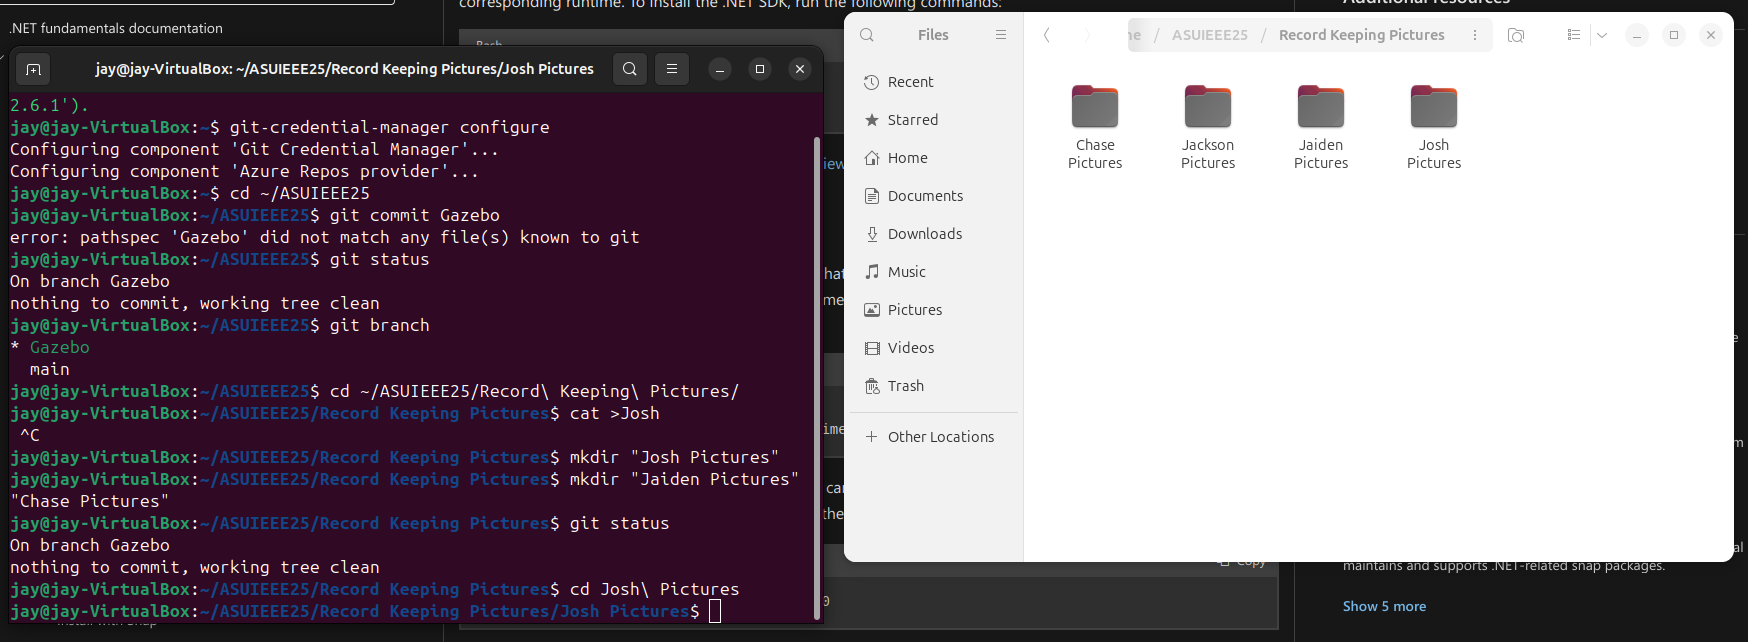 corresponding runtime. To install the .NET SDK, run the following commands:
Additional resources
.NET fundamentals documentation
Bash
jay@jay-VirtualBox: ~/ASUIEEE25/Record Keeping Pictures/Josh Pictures
2.6.1').
jay@jay-VirtualBox:~$ git-credential-manager configure
Configuring component 'Git Credential Manager'...
Configuring component 'Azure Repos provider'...
jay@jay-VirtualBox:~$ cd ~/ASUIEEE25
jay@jay-VirtualBox:~/ASUIEEE25$ git commit Gazebo
error: pathspec 'Gazebo' did not match any file(s) known to git
jay@jay-VirtualBox:~/ASUIEEE25$ git status
On branch Gazebo
nothing to commit, working tree clean
jay@jay-VirtualBox:~/ASUIEEE25$ git branch
* Gazebo
main
jay@jay-VirtualBox:~/ASUIEEE25$ cd ~/ASUIEEE25/Record\ Keeping\ Pictures/
jay@jay-VirtualBox:~/ASUIEEE25/Record Keeping Pictures$ cat >Josh
^C
jay@jay-VirtualBox:~/ASUIEEE25/Record Keeping Pictures$ mkdir "Josh Pictures"
jay@jay-VirtualBox:~/ASUIEEE25/Record Keeping Pictures$ mkdir "Jaiden Pictures"
"Chase Pictures"
jay@jay-VirtualBox:~/ASUIEEE25/Record Keeping Pictures$ git status
On branch Gazebo
nothing to commit, working tree clean
jay@jay-VirtualBox:~/ASUIEEE25/Record Keeping Pictures$ cd Josh\ Pictures
jay@jay-VirtualBox:~/ASUIEEE25/Record Keeping Pictures/Josh Pictures$
Files
me / ASUIEEE25 / Record Keeping Pictures
Recent
Starred
Home
Documents
Downloads
Music
Pictures
Videos
Trash
Other Locations
Chase
Pictures
Jackson
Pictures
Jaiden
Pictures
Josh
Pictures
Copy
maintains and supports .NET-related snap packages.
Show 5 more